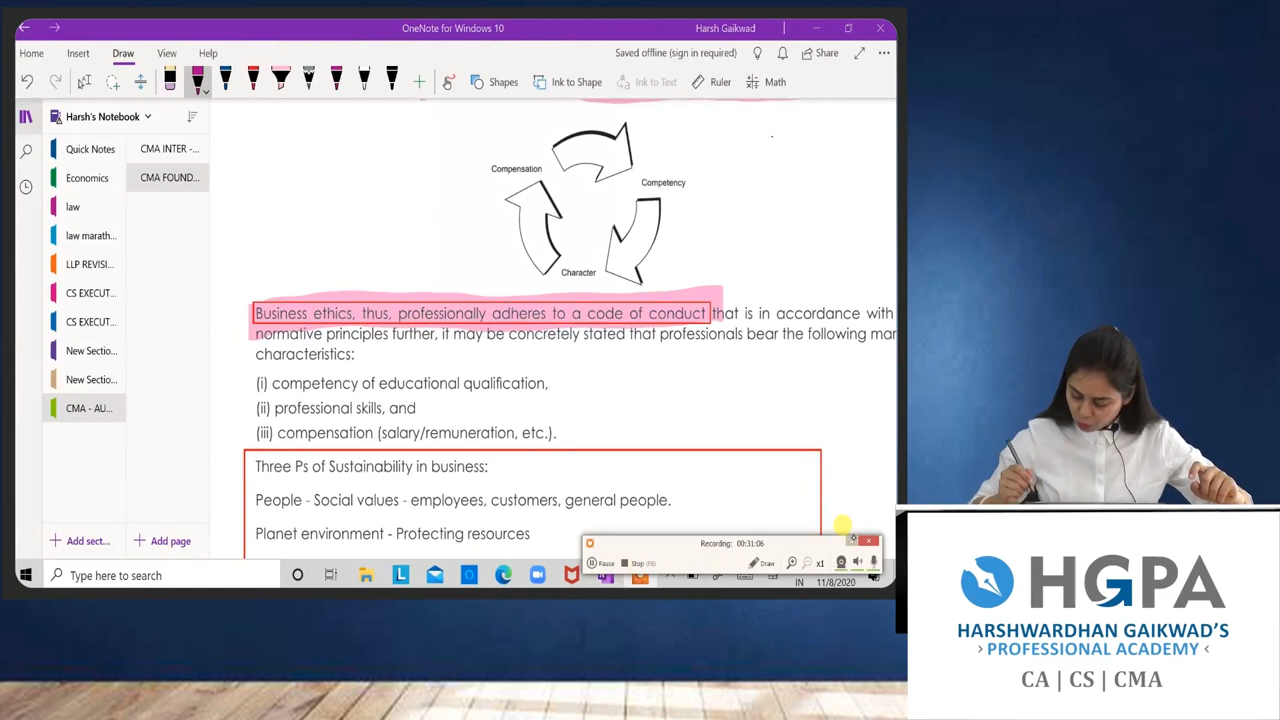 OneNote for Windows 10
Harsh Gaikwad
Home
Insert
Draw
View
Help
Saved offline (sign in required)
Share
Shapes
Ink to Shape
Ink to Text
Ruler
Math
Harsh's Notebook
Quick Notes
Economics
law
law marath...
LLP REVISI...
CS EXECUT...
CS EXECUT...
New Sectio...
New Sectio...
CMA - AU...
CMA INTER -...
CMA FOUND...
Compensation
Competency
Character
Business ethics, thus, professionally adheres to a code of conduct that is in accordance with
normative principles further, it may be concretely stated that professionals bear the following mar
characteristics:
(i) competency of educational qualification,
(ii) professional skills, and
(iii) compensation (salary/remuneration, etc.).
Three Ps of Sustainability in business:
People - Social values - employees, customers, general people.
Planet environment - Protecting resources
Add sect...
Add page
Recording: 00:31:06
Pause
Stop (F8)
Draw
x1
Type here to search
IN
11/8/2020
HGPA
HARSHWARDHAN GAIKWAD'S
› PROFESSIONAL ACADEMY ‹
CA | CS | CMA